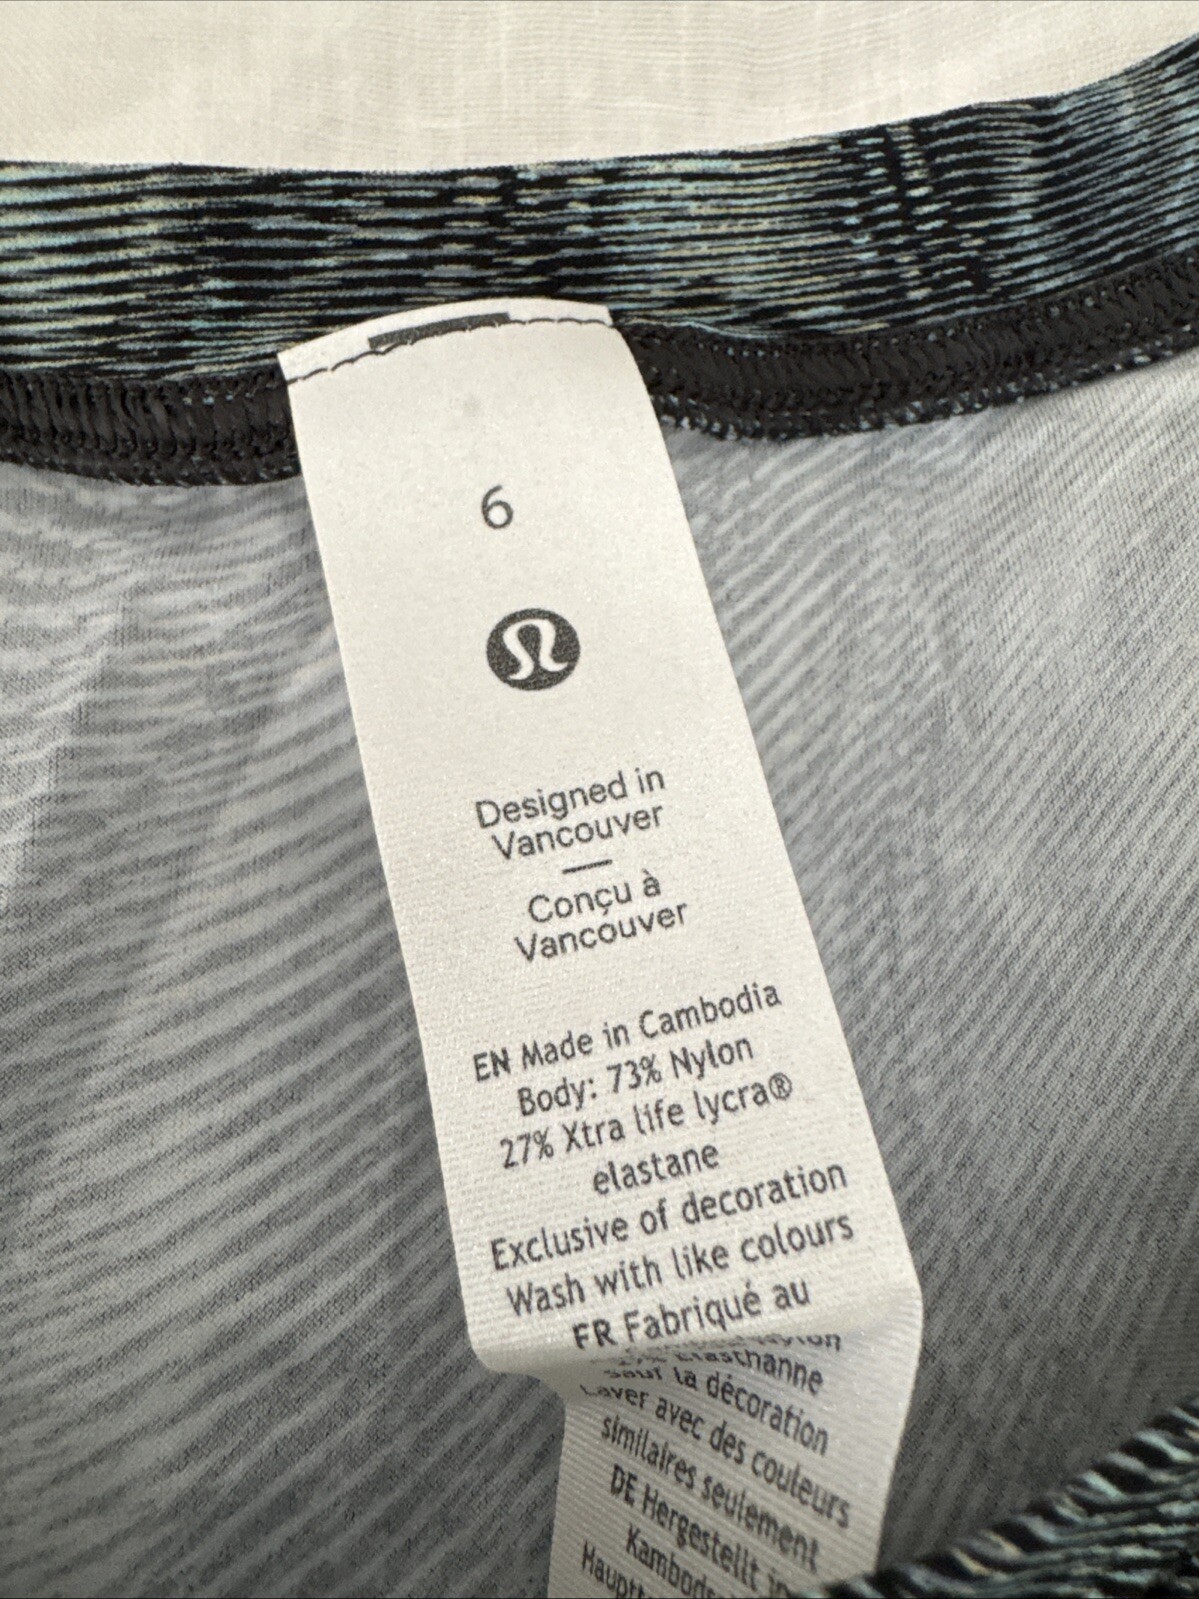 6
Designed in
Vancouver
Conçu à
Vancouver
EN Made in Cambodia
Body: 73% Nylon
27% Xtra life lycra®
elastane
Exclusive of decoration
Wash with like colours
FR Fabriqué au
Nylon
Élasthanne
Sauf la décoration
Laver avec des couleurs
similaires seulement
DE Hergestellt in